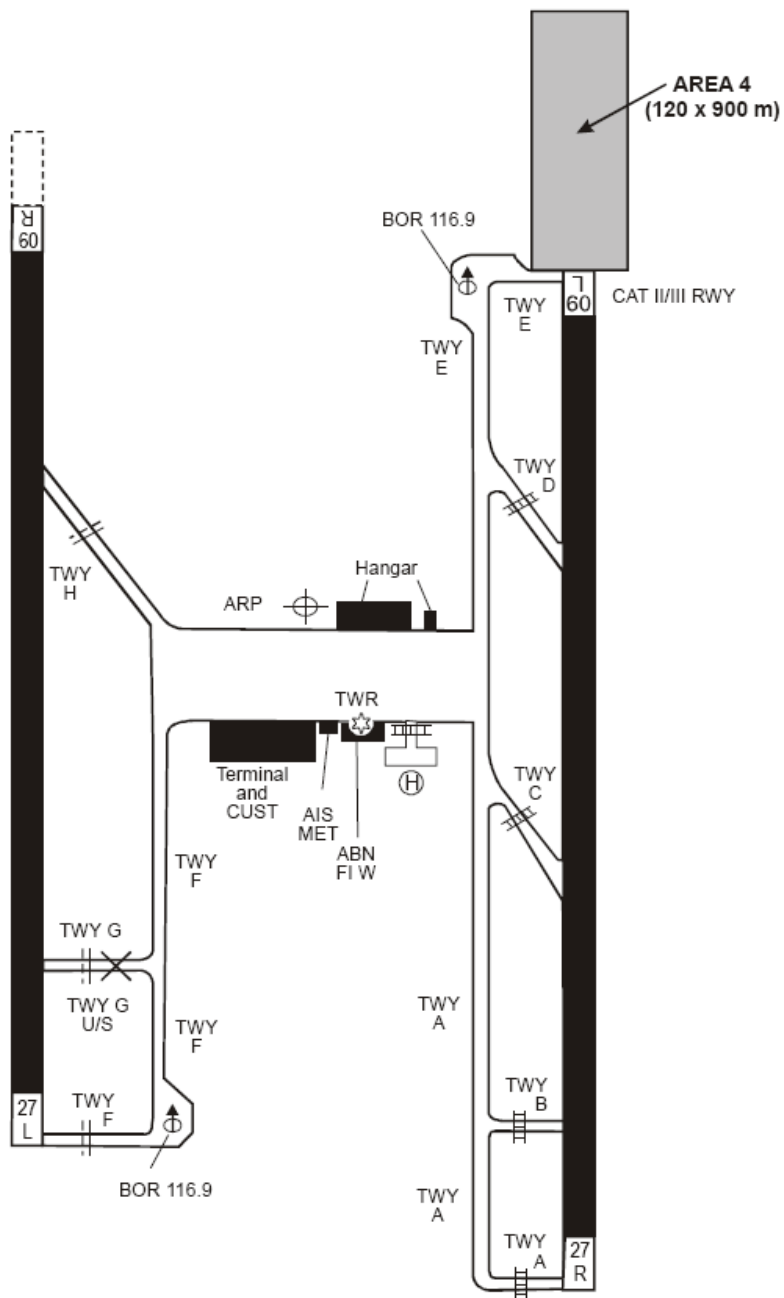 AREA 4
(120 x 900 m)
BOR 116.9
R
09
L
09
CAT II/III RWY
TWY
E
TWY
E
TWY
D
TWY
H
ARP
Hangar
TWR
Terminal
and
CUST
AIS
MET
ABN
FI W
H
TWY
C
TWY
F
TWY G
TWY G
U/S
TWY
F
TWY
A
TWY
B
27
L
TWY
F
BOR 116.9
TWY
A
TWY
A
27
R